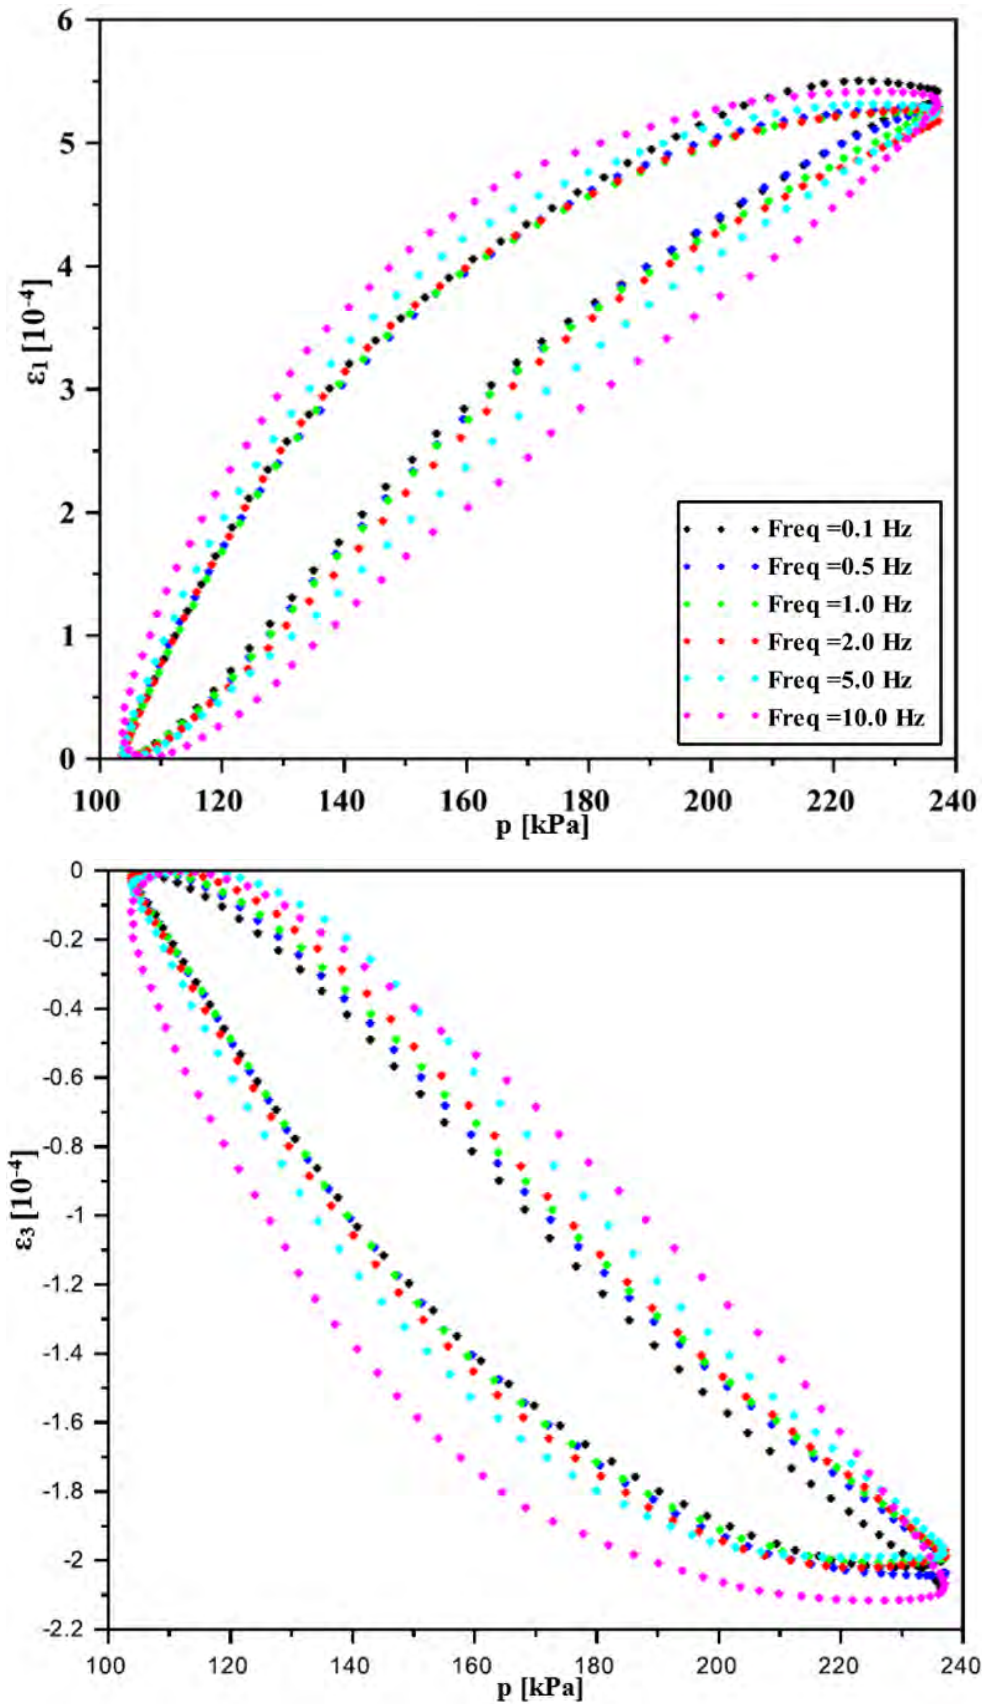 6
5
4
3
2
1
0
ε₁ [10⁻⁴]
Freq =0.1 Hz
Freq =0.5 Hz
Freq =1.0 Hz
Freq =2.0 Hz
Freq =5.0 Hz
Freq =10.0 Hz
100 120 140 160 180 200 220 240
p [kPa]
0
-0.2
-0.4
-0.6
-0.8
-1
-1.2
-1.4
-1.6
-1.8
-2
-2.2
ε₃ [10⁻⁴]
100 120 140 160 180 200 220 240
p [kPa]